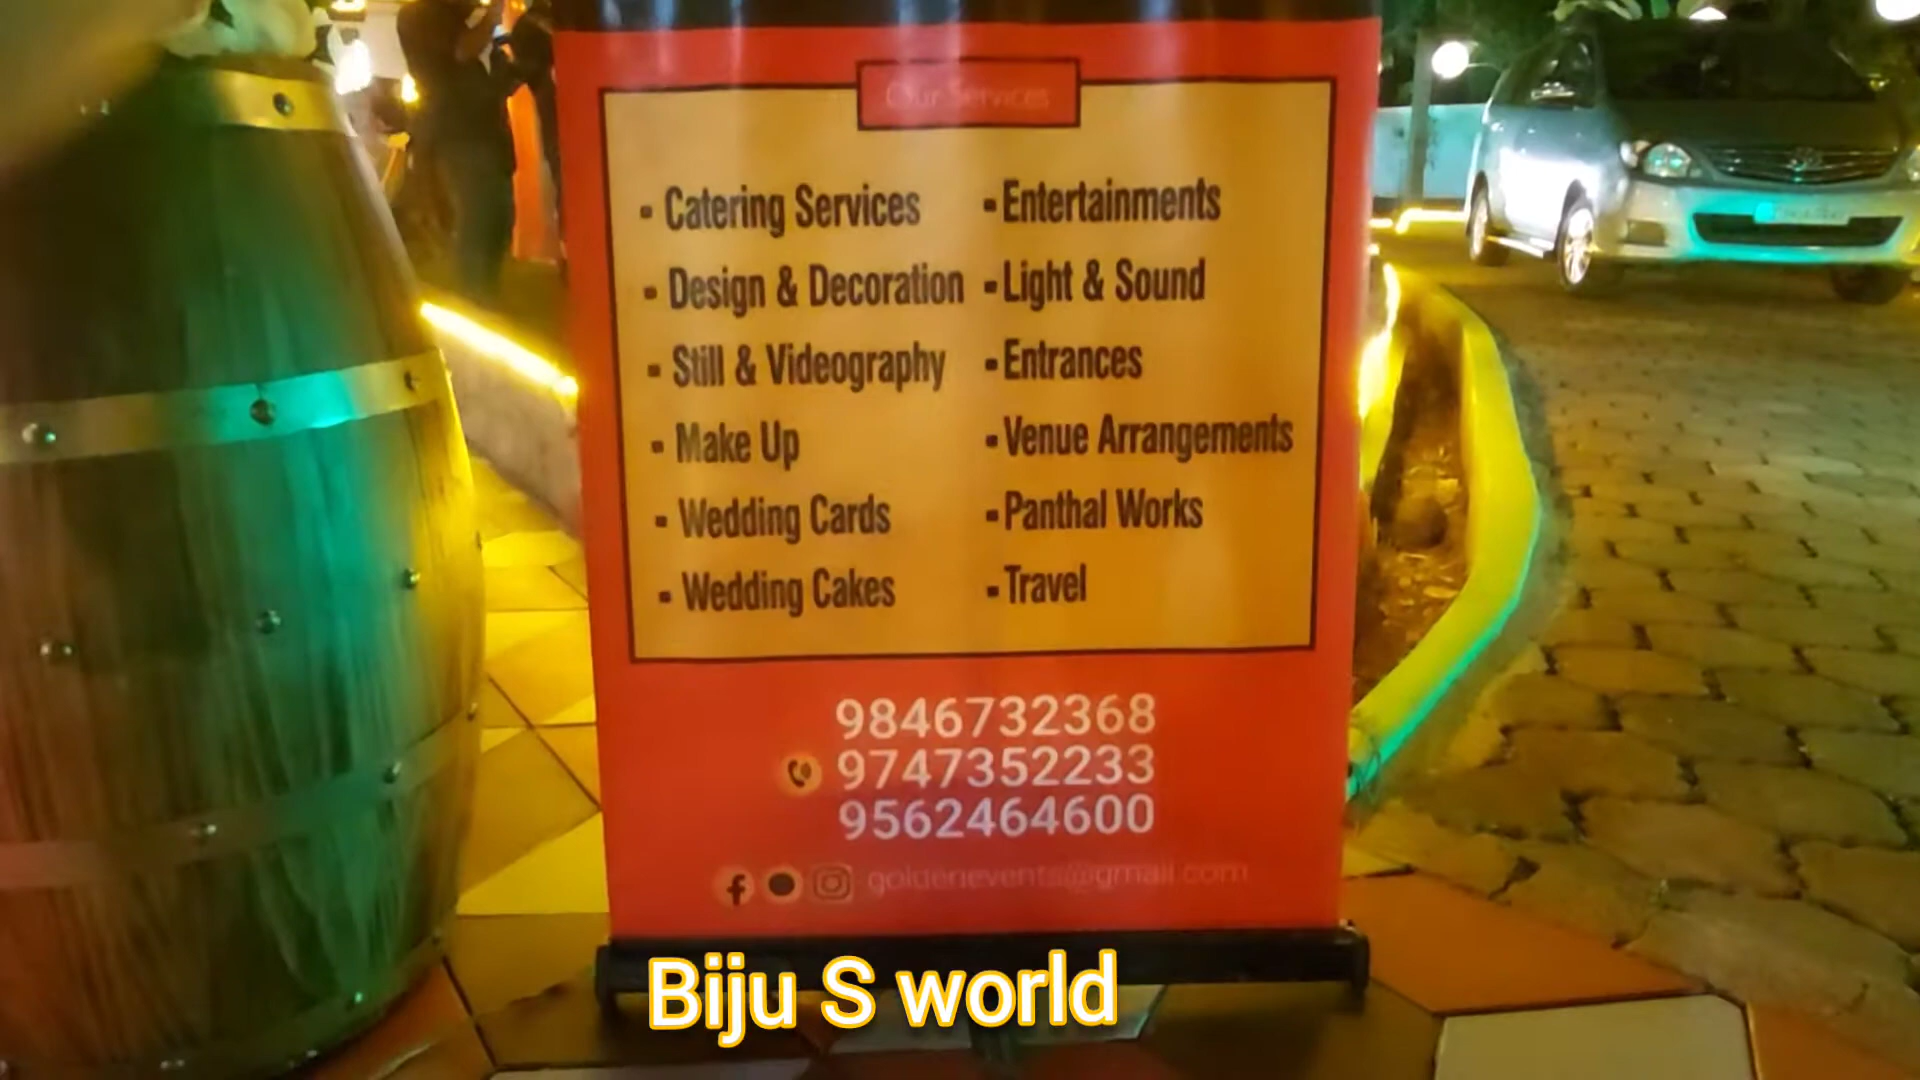 Our Services
- Catering Services
- Design & Decoration
- Still & Videography
- Make Up
- Wedding Cards
- Wedding Cakes
- Entertainments
- Light & Sound
- Entrances
- Venue Arrangements
- Panthal Works
- Travel
9846732368
9747352233
9562464600
goldenevents@gmail.com
Biju S world